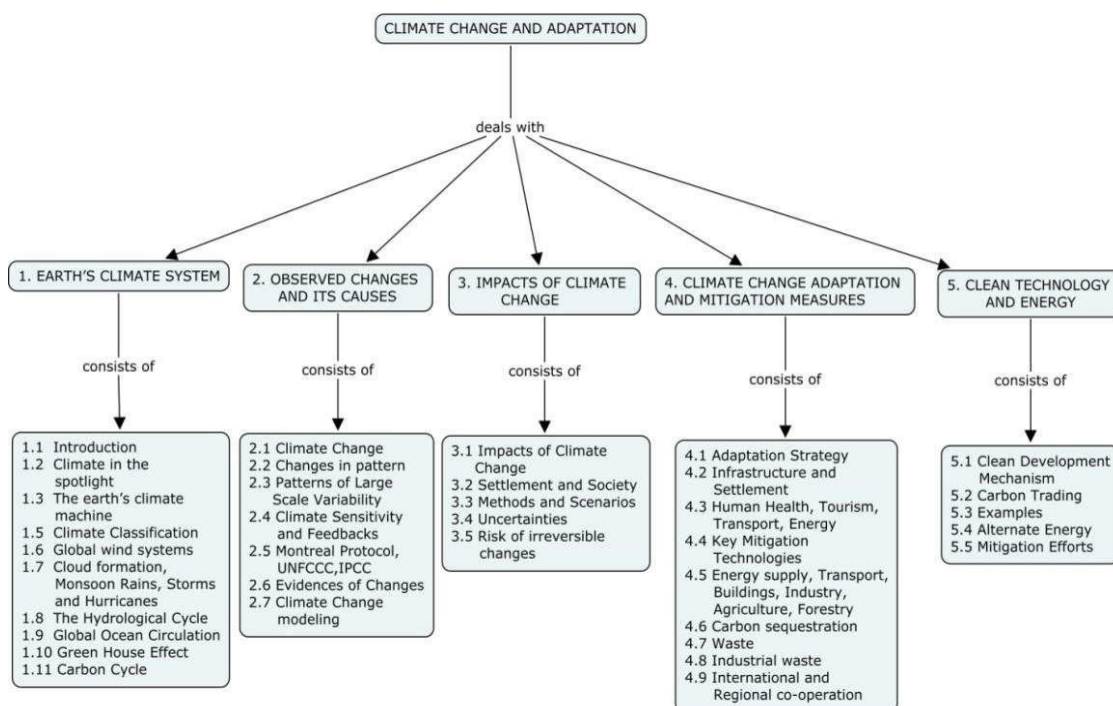 CLIMATE CHANGE AND ADAPTATION
deals with
1. EARTH'S CLIMATE SYSTEM
2. OBSERVED CHANGES
AND ITS CAUSES
3. IMPACTS OF CLIMATE
CHANGE
4. CLIMATE CHANGE ADAPTATION
AND MITIGATION MEASURES
5. CLEAN TECHNOLOGY
AND ENERGY
consists of
consists of
consists of
consists of
consists of
1.1 Introduction
1.2 Climate in the
spotlight
1.3 The earth's climate
machine
1.5 Climate Classification
1.6 Global wind systems
1.7 Cloud formation,
Monsoon Rains, Storms
and Hurricanes
1.8 The Hydrological Cycle
1.9 Global Ocean Circulation
1.10 Green House Effect
1.11 Carbon Cycle
2.1 Climate Change
2.2 Changes in pattern
2.3 Patterns of Large
Scale Variability
2.4 Climate Sensitivity
and Feedbacks
2.5 Montreal Protocol,
UNFCCC,IPCC
2.6 Evidences of Changes
2.7 Climate Change
modeling
3.1 Impacts of Climate
Change
3.2 Settlement and Society
3.3 Methods and Scenarios
3.4 Uncertainties
3.5 Risk of irreversible
changes
4.1 Adaptation Strategy
4.2 Infrastructure and
Settlement
4.3 Human Health, Tourism,
Transport, Energy
4.4 Key Mitigation
Technologies
4.5 Energy supply, Transport,
Buildings, Industry,
Agriculture, Forestry
4.6 Carbon sequestration
4.7 Waste
4.8 Industrial waste
4.9 International and
Regional co-operation
5.1 Clean Development
Mechanism
5.2 Carbon Trading
5.3 Examples
5.4 Alternate Energy
5.5 Mitigation Efforts